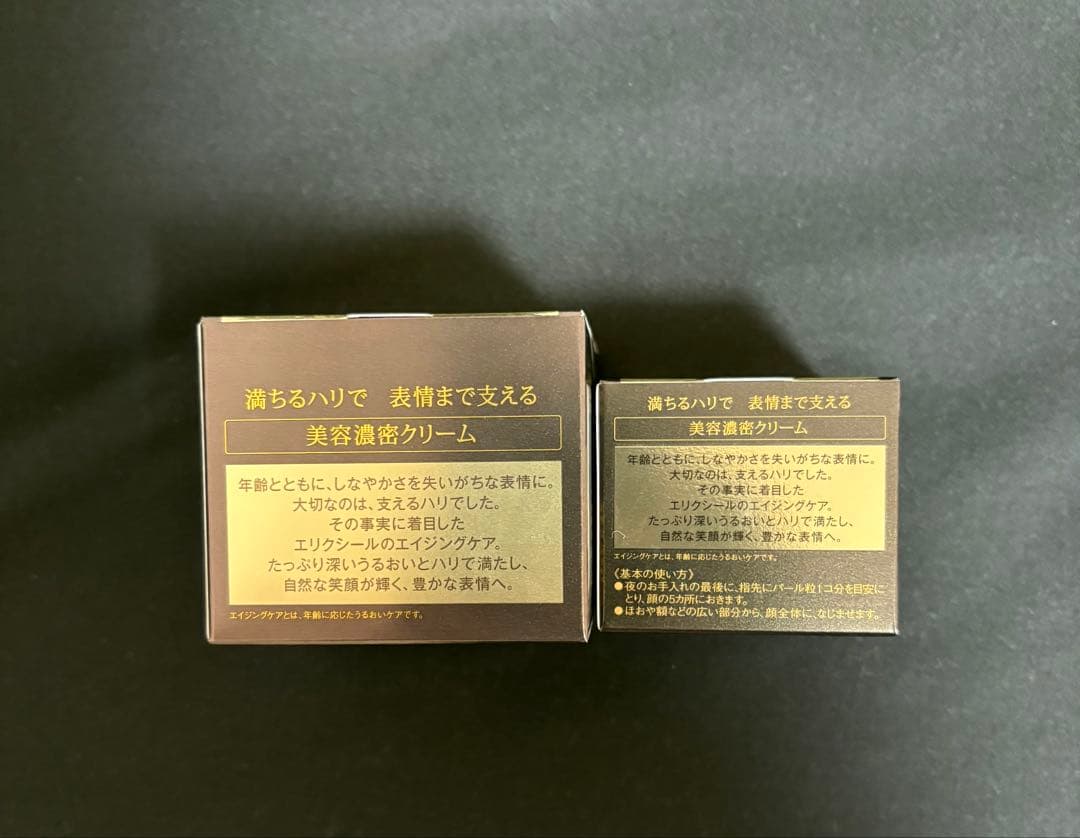 満ちるハリで　表情まで支える
美容濃密クリーム
年齢とともに、しなやかさを失いがちな表情に。
大切なのは、支えるハリでした。
その事実に着目した
エリクシールのエイジングケア。
たっぷり深いうるおいとハリで満たし、
自然な笑顔が輝く、豊かな表情へ。
エイジングケアとは、年齢に応じたうるおいケアです。
満ちるハリで　表情まで支える
美容濃密クリーム
年齢とともに、しなやかさを失いがちな表情に。
大切なのは、支えるハリでした。
その事実に着目した
エリクシールのエイジングケア。
たっぷり深いうるおいとハリで満たし、
自然な笑顔が輝く、豊かな表情へ。
エイジングケアとは、年齢に応じたうるおいケアです。
《基本の使い方》
●夜のお手入れの最後に、指先にパール粒1コ分を目安に
とり、顔の5カ所におきます。
●ほおや額などの広い部分から、顔全体に、なじませます。